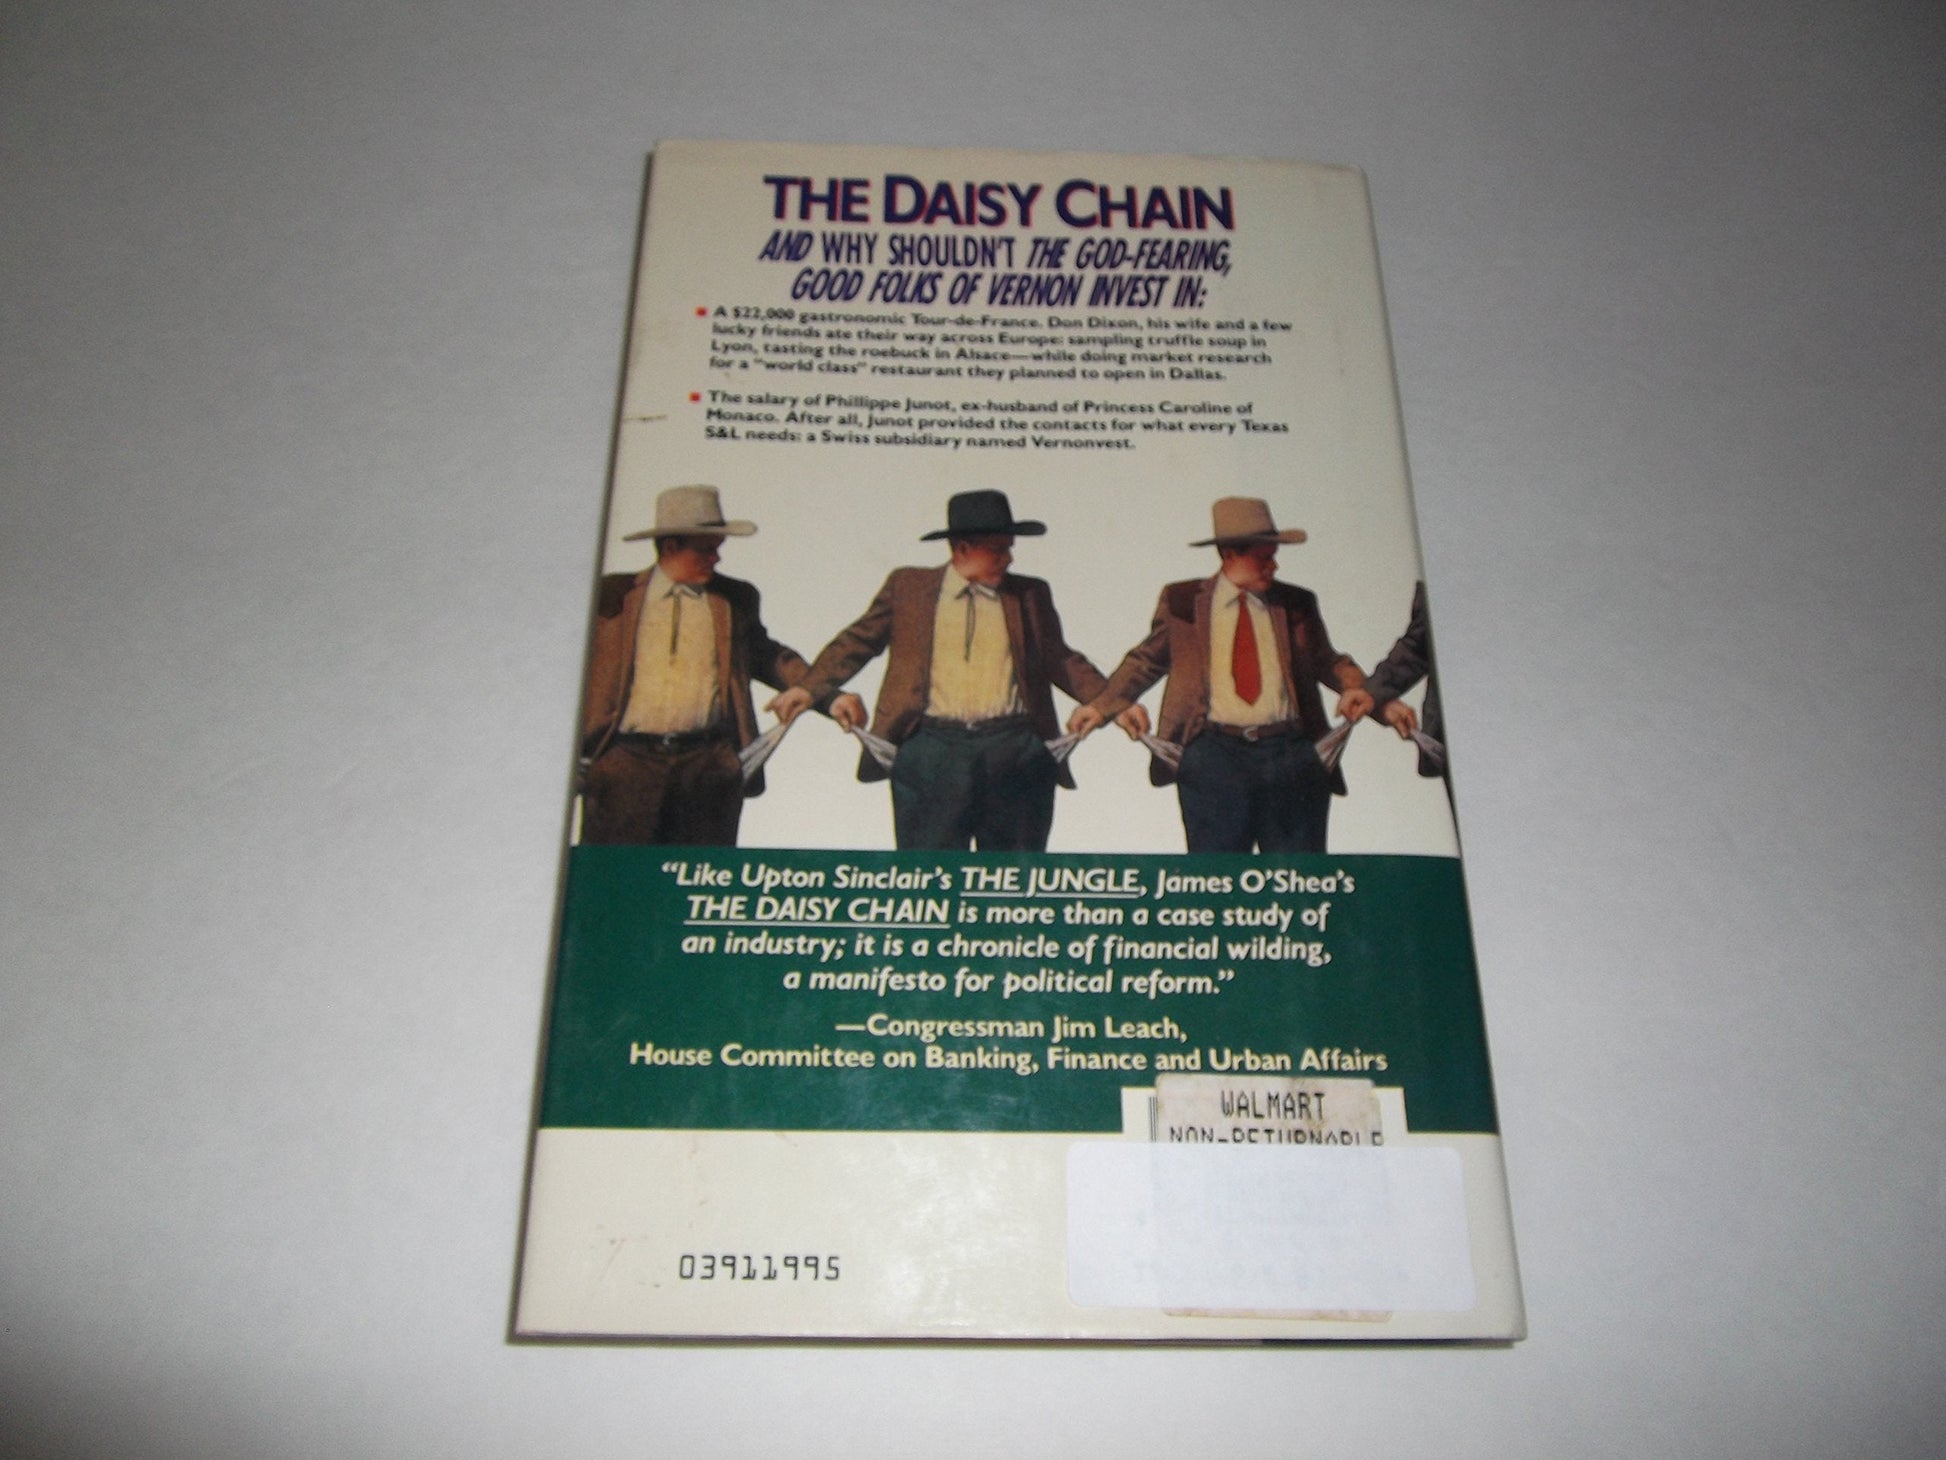 THE DAISY CHAIN
AND WHY SHOULDN'T THE GOD-FEARING,
GOOD FOLKS OF VERNON INVEST IN:
A $22,000 gastronomic Tour-de-France. Don Dixon, his wife and a few
lucky friends ate their way across Europe: sampling truffle soup in
Lyon, tasting the roebuck in Alsace—while doing market research
for a "world class" restaurant they planned to open in Dallas.
The salary of Phillippe Junot, ex-husband of Princess Caroline of
Monaco. After all, Junot provided the contacts for what every Texas
S&L needs: a Swiss subsidiary named Vernonvest.
"Like Upton Sinclair's THE JUNGLE, James O'Shea's
THE DAISY CHAIN is more than a case study of
an industry; it is a chronicle of financial wilding,
a manifesto for political reform."
—Congressman Jim Leach,
House Committee on Banking, Finance and Urban Affairs
WALMART
NON-RETURNABLE
03911995